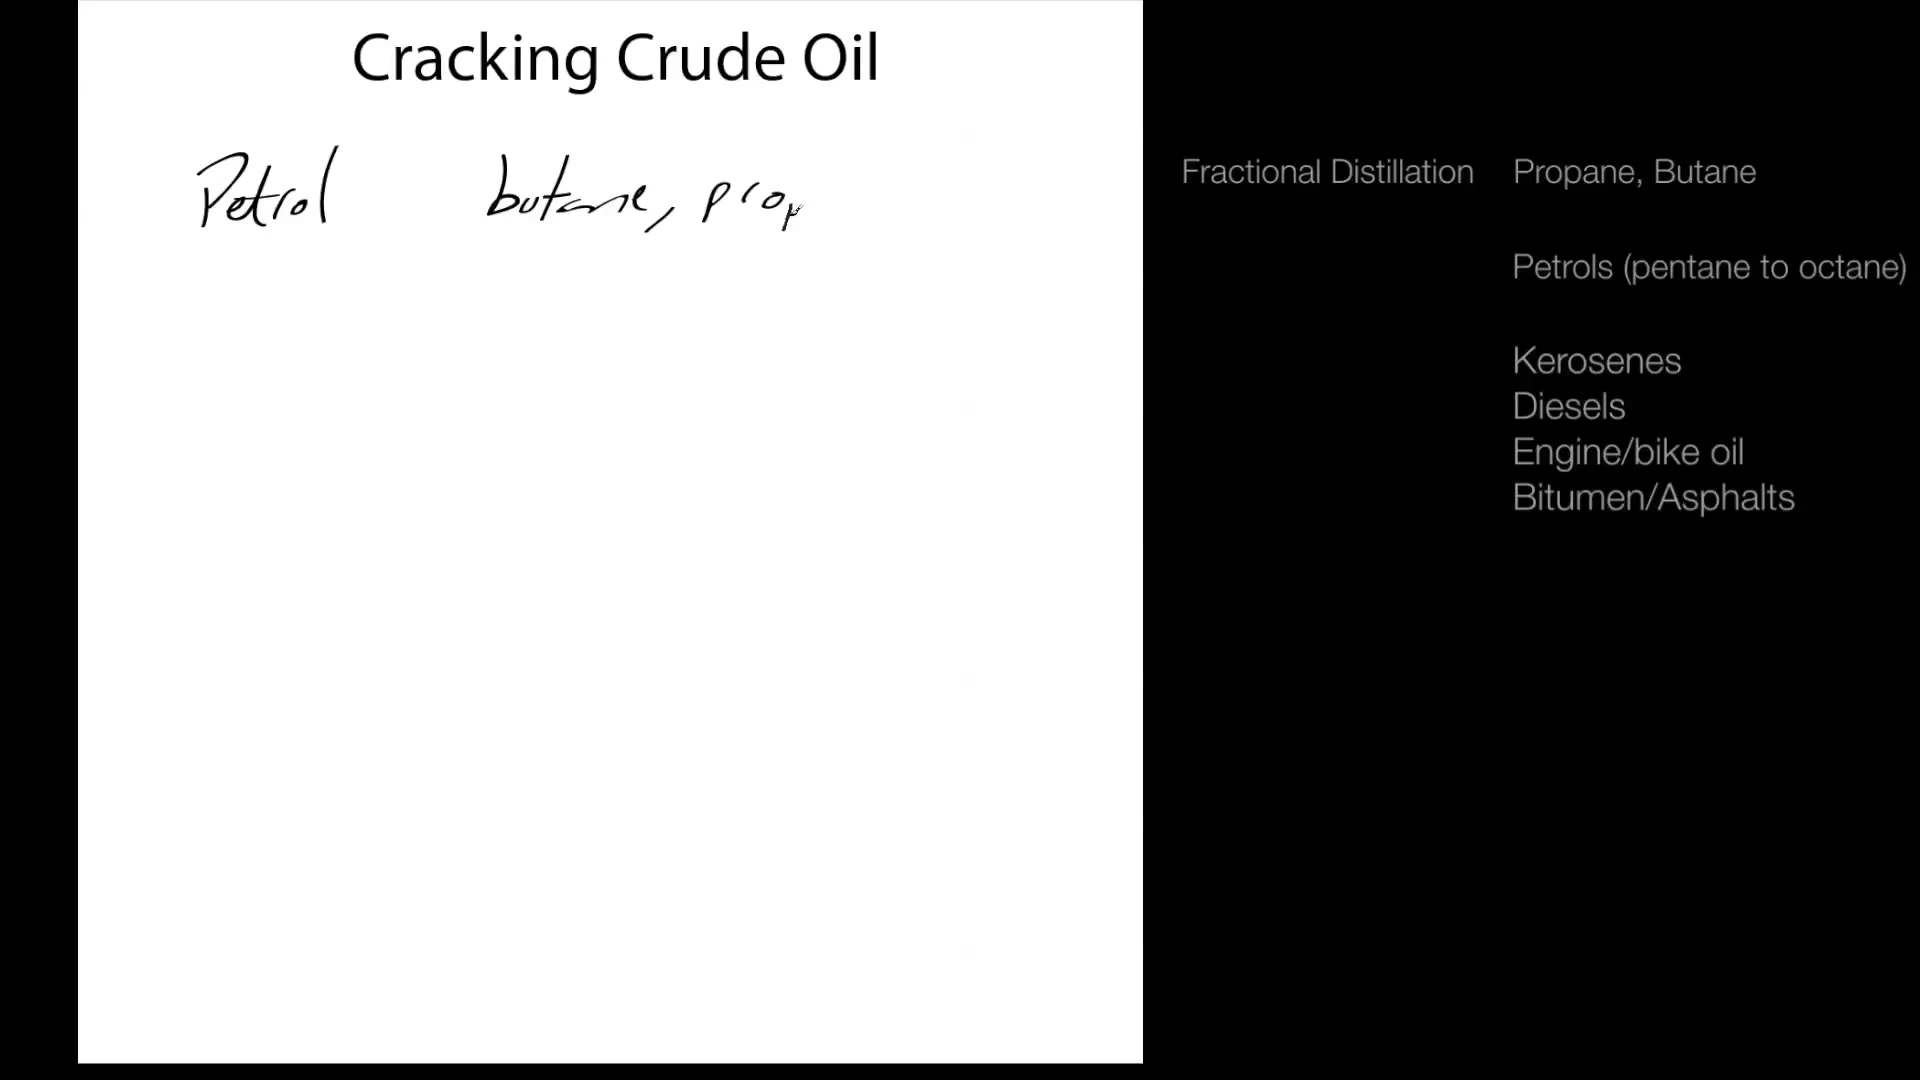 Cracking Crude Oil
Petrol butane, prop
Fractional Distillation Propane, Butane
Petrols (pentane to octane)
Kerosenes
Diesels
Engine/bike oil
Bitumen/Asphalts